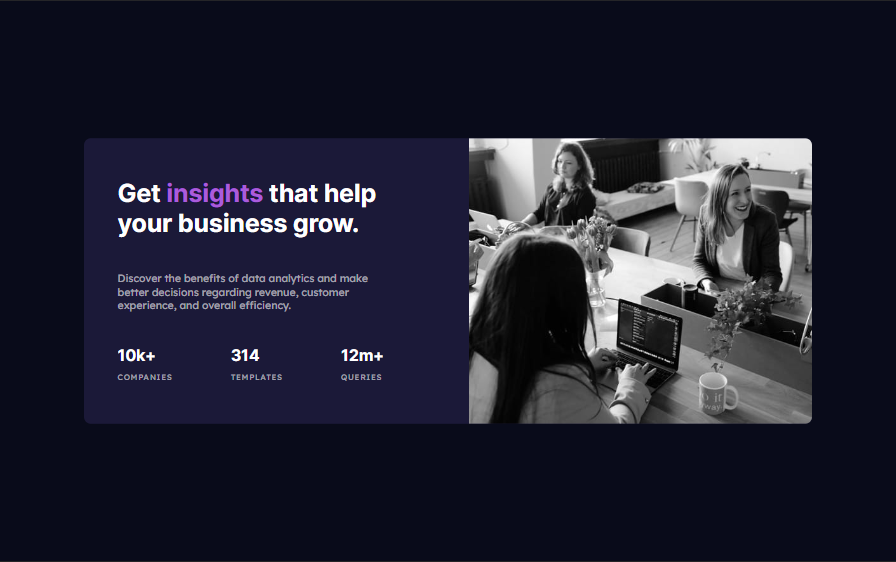 Get insights that help
your business grow.
Discover the benefits of data analytics and make
better decisions regarding revenue, customer
experience, and overall efficiency.
10k+ 314 12m+
COMPANIES TEMPLATES QUERIES